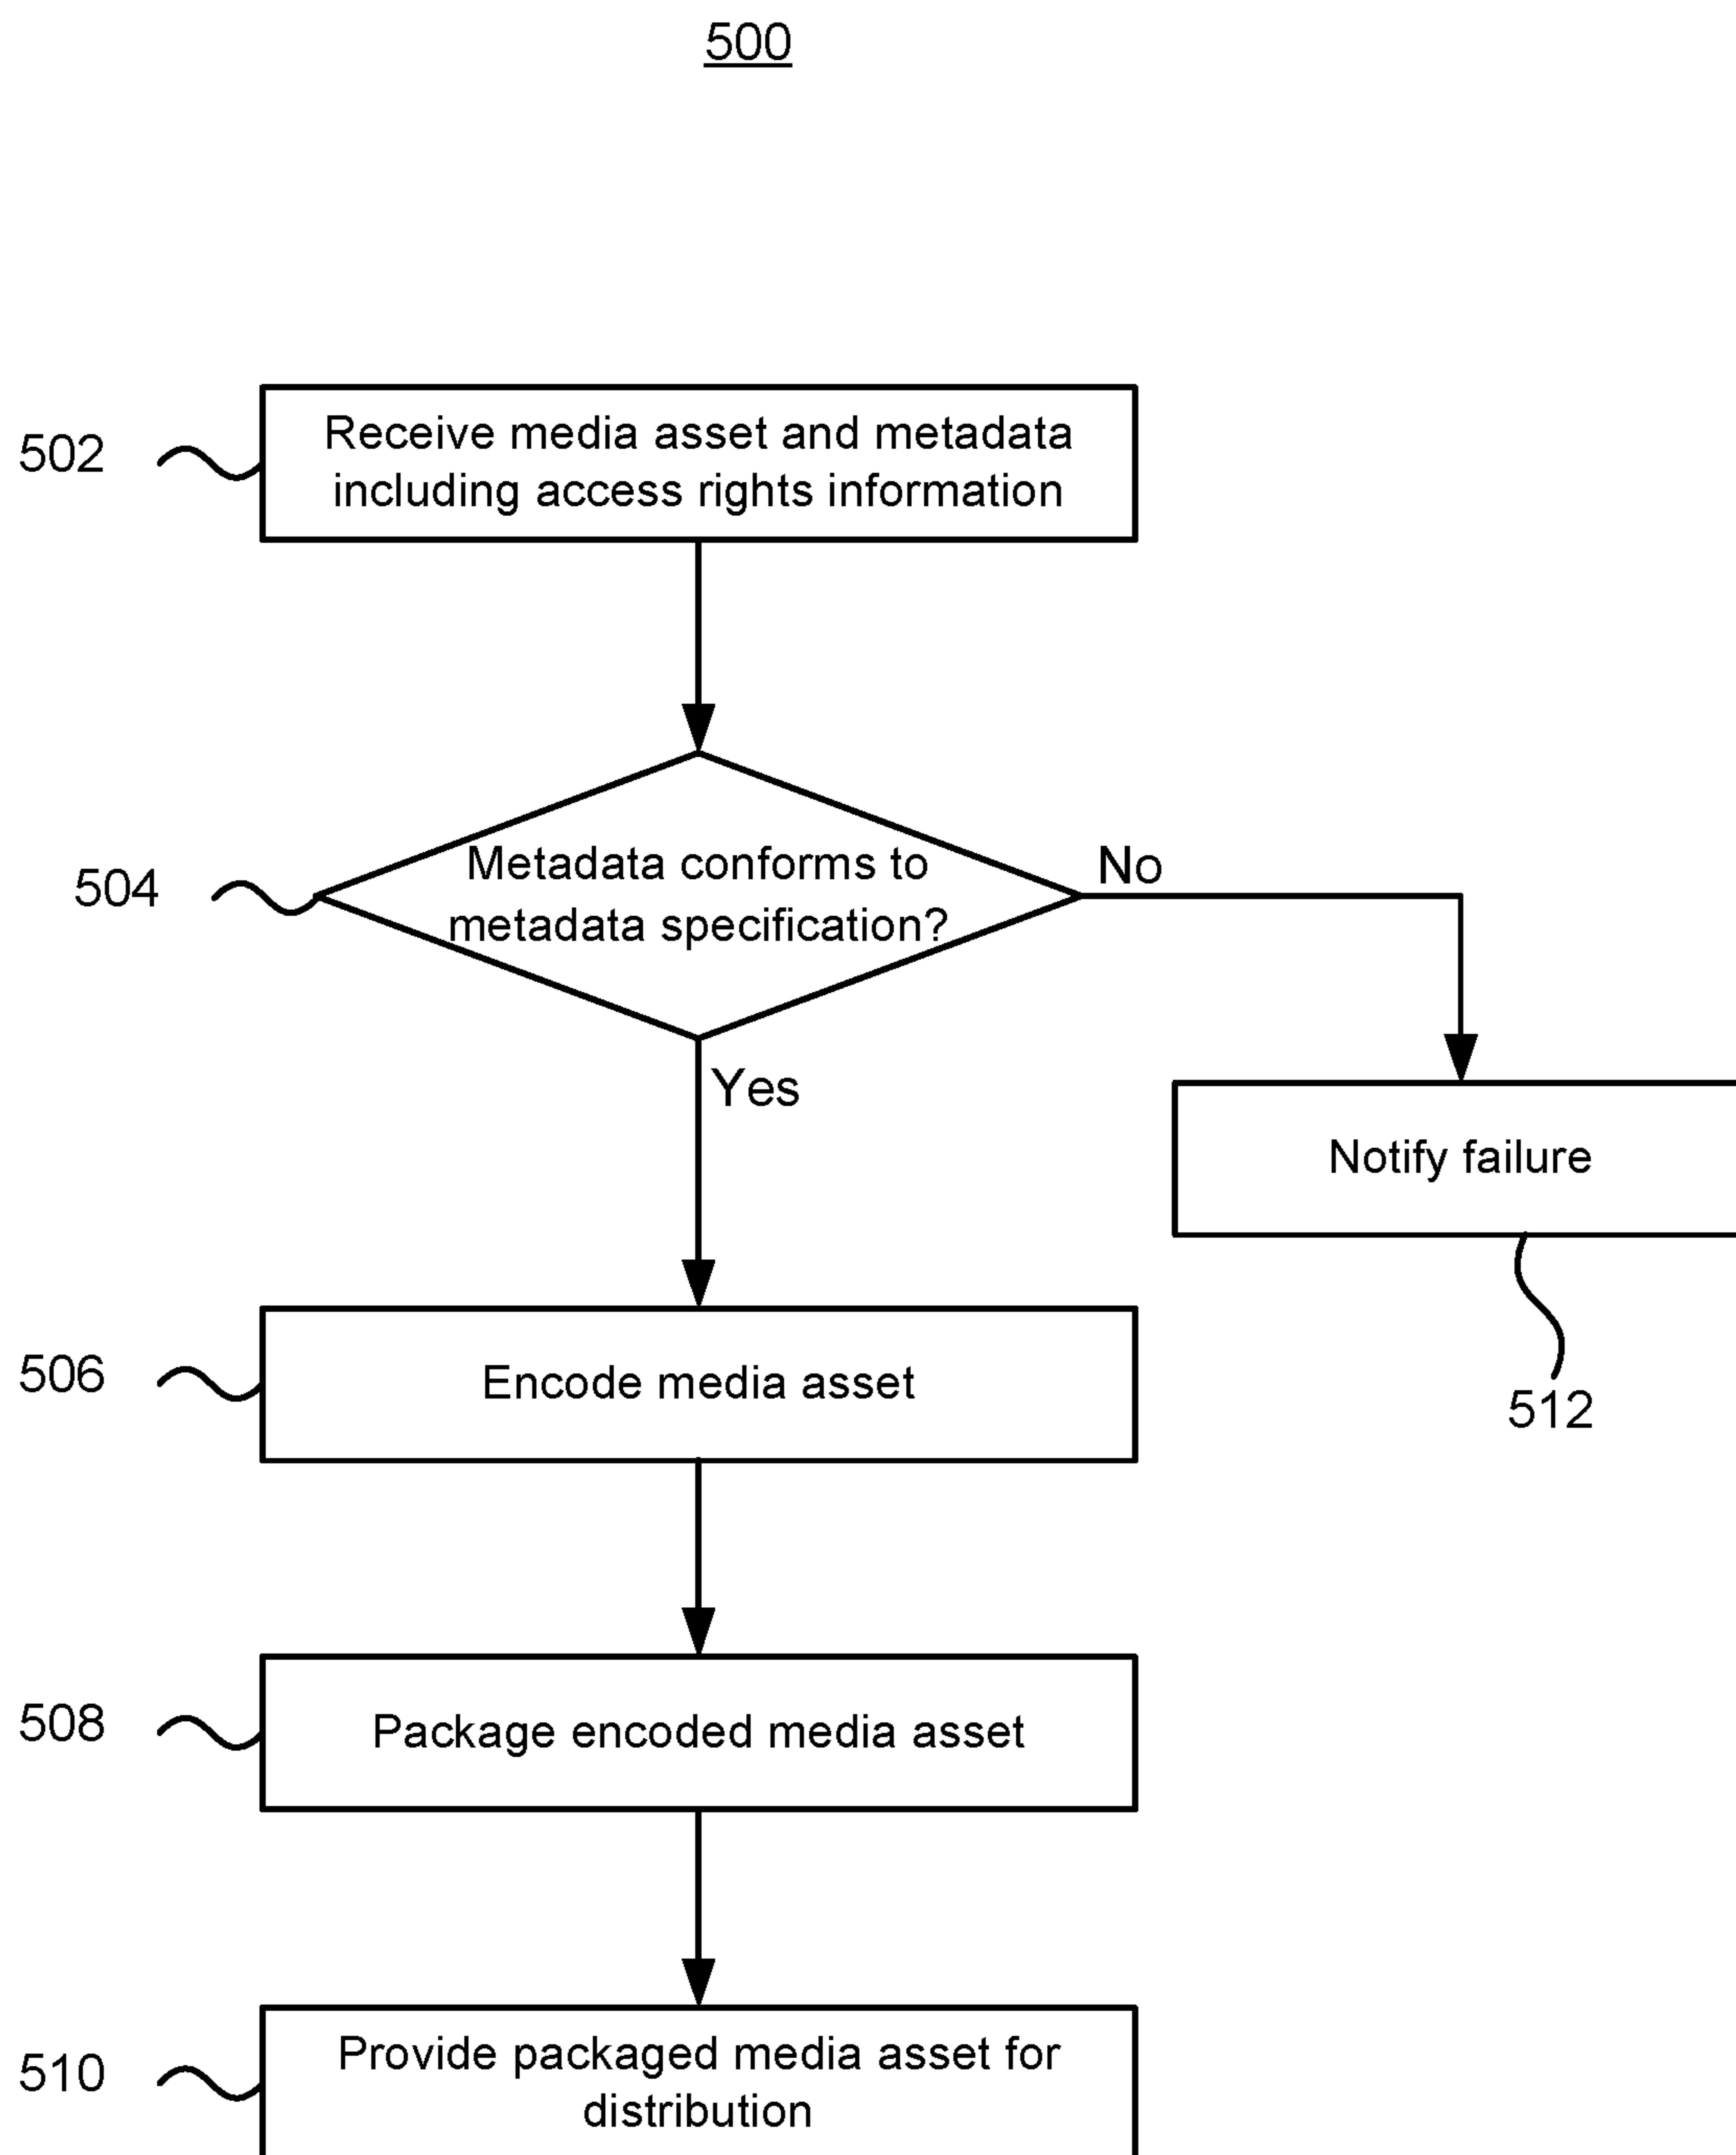 500
502
Receive media asset and metadata
including access rights information
504
Metadata conforms to
metadata specification?
No
Yes
Notify failure
512
506
Encode media asset
508
Package encoded media asset
510
Provide packaged media asset for
distribution